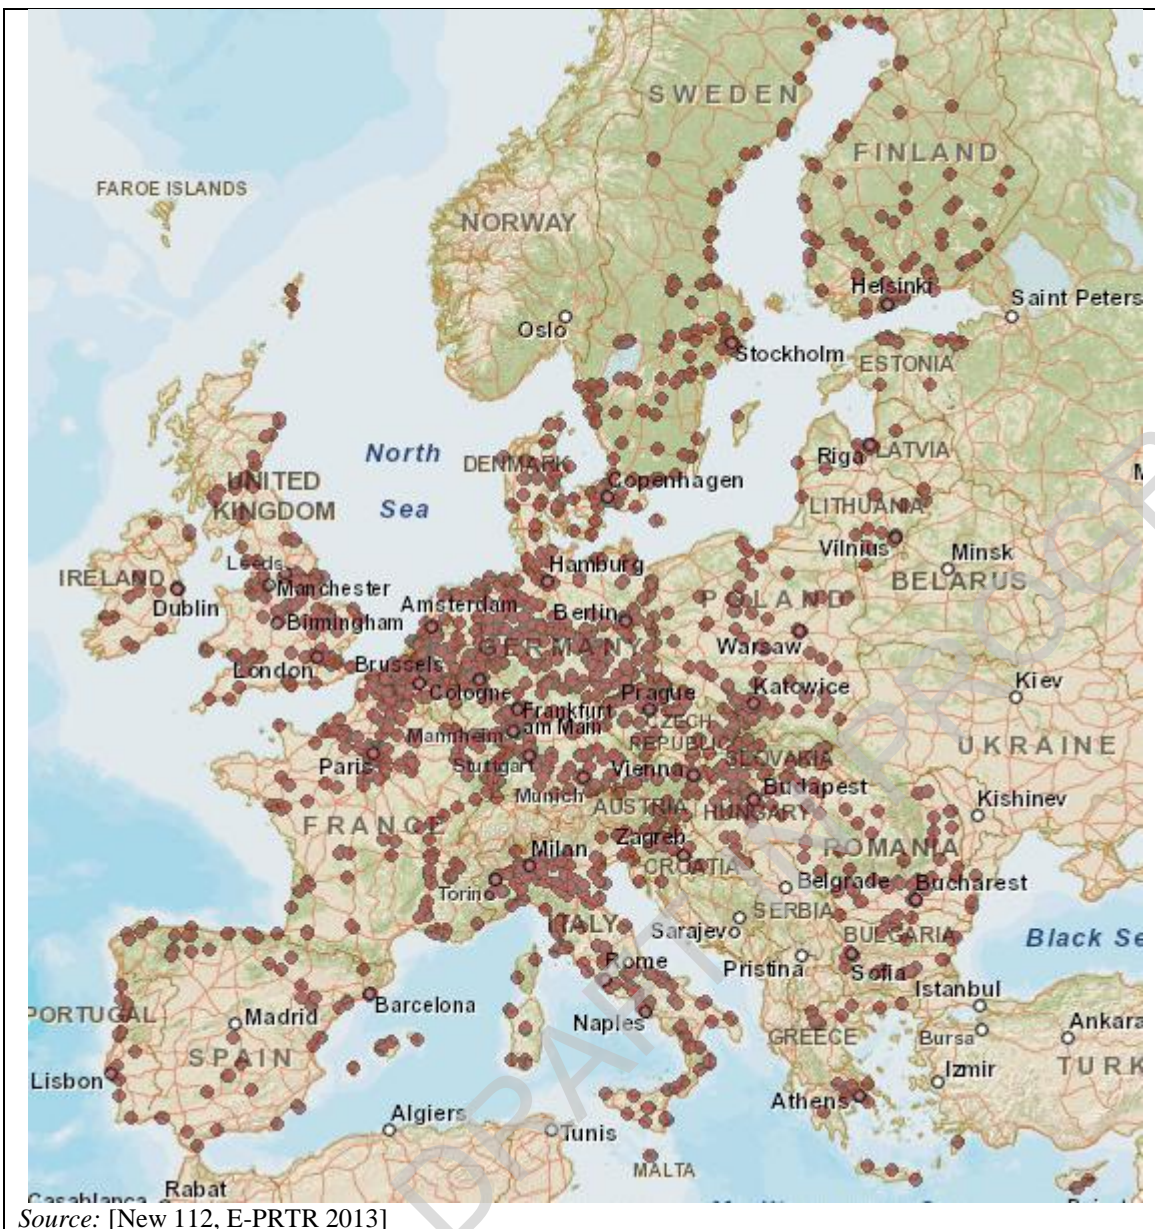 SWEDEN
FINLAND
FAROE ISLANDS
NORWAY
Helsinki
Saint Peters
Oslo
Stockholm
ESTONIA
North
Sea
DENMARK
Riga
LATVIA
UNITED
KINGDOM
Copenhagen
LITHUANIA
Vilnius
Minsk
BELARUS
Leeds
Hamburg
IRELAND
Manchester
Dublin
Amsterdam
Berlin
POLAND
Birmingham
GERMANY
Warsaw
London
Brussels
Cologne
Prague
Katowice
Kiev
Frankfurt
am Main
CZECH
REPUBLIC
Mannheim
UKRAINE
Paris
Stuttgart
Vienna
SLOVAKIA
Munich
Budapest
AUSTRIA
HUNGARY
Kishinev
FRANCE
Zagreb
Milan
ROMANIA
CROATIA
Torino
Belgrade
Bucharest
SERBIA
ITALY
Sarajevo
BULGARIA
Black Se
Rome
Pristina
Sofia
Istanbul
Barcelona
PORTUGAL
Madrid
Naples
GREECE
Bursa
Ankara
SPAIN
Izmir
TURK
Lisbon
Athens
Algiers
Tunis
MALTA
Rabat
Casablanca
DRAFT IN PROGR
Source: [New 112, E-PRTR 2013]